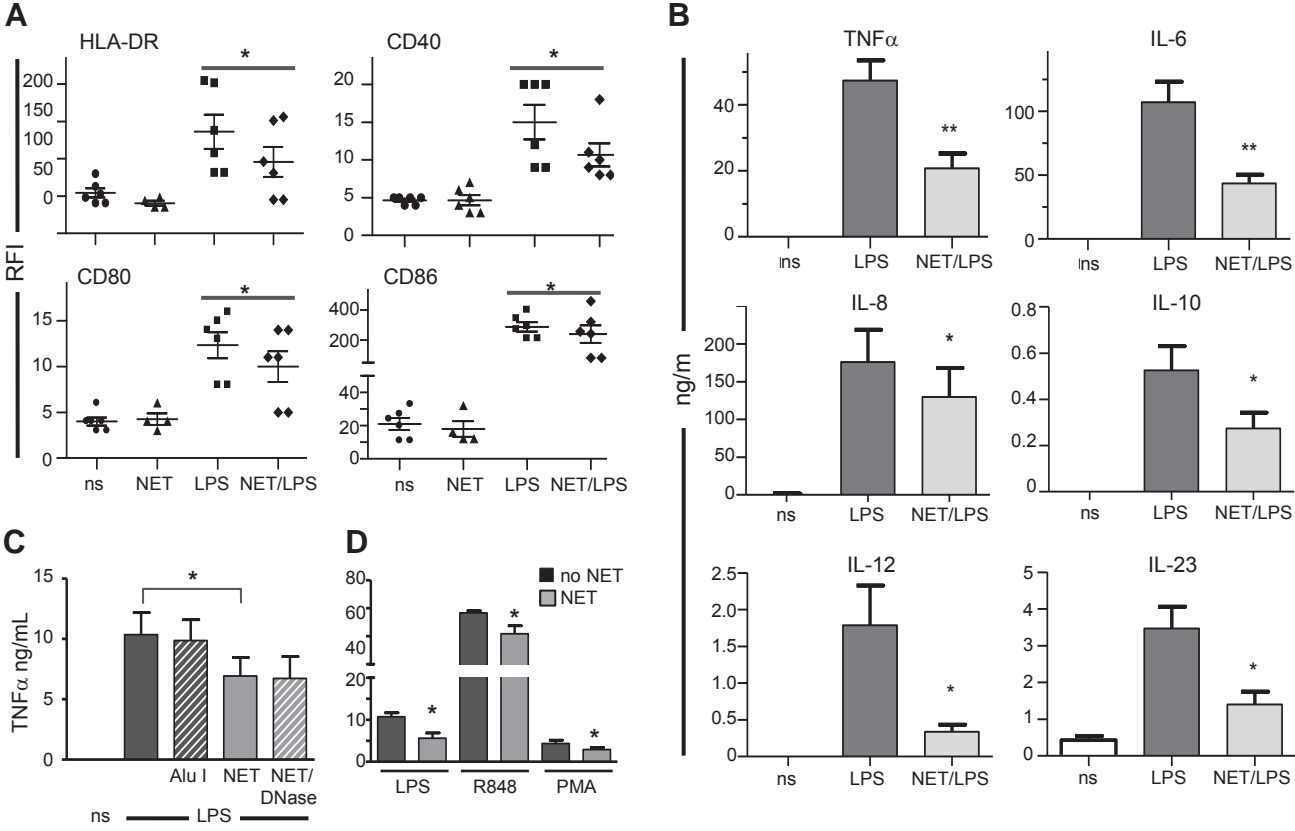 A
B
HLA-DR
CD40
TNFα
IL-6
*
*
200
100
150
50
0
20
15
10
5
0
40
20
0
**
100
50
0
**
RFI
ns
LPS
NET/LPS
ns
LPS
NET/LPS
CD80
CD86
IL-8
IL-10
*
*
15
10
5
0
400
200
40
20
0
ng/m
200
150
100
50
0
*
0.8
0.6
0.4
0.2
0
*
ns
NET
LPS
NET/LPS
ns
NET
LPS
NET/LPS
ns
LPS
NET/LPS
ns
LPS
NET/LPS
C
D
IL-12
IL-23
TNFα ng/mL
15
10
5
0
*
80
60
40
20
10
0
no NET
NET
*
*
*
2.5
2.0
1.5
1.0
0.5
0
*
5
4
3
2
1
0
*
Alu I
NET
NET/
DNase
ns
LPS
LPS
R848
PMA
ns
LPS
NET/LPS
ns
LPS
NET/LPS